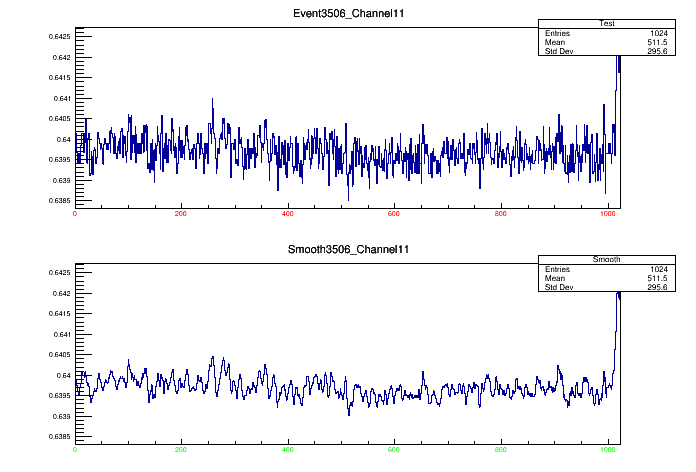 Event3506_Channel11
Test
Entries 1024
Mean 511.5
Std Dev 295.6
0.6425
0.642
0.6415
0.641
0.6405
0.64
0.6395
0.639
0.6385
0 200 400 600 800 1000
Smooth3506_Channel11
Smooth
Entries 1024
Mean 511.5
Std Dev 295.6
0.6425
0.642
0.6415
0.641
0.6405
0.64
0.6395
0.639
0.6385
0 200 400 600 800 1000